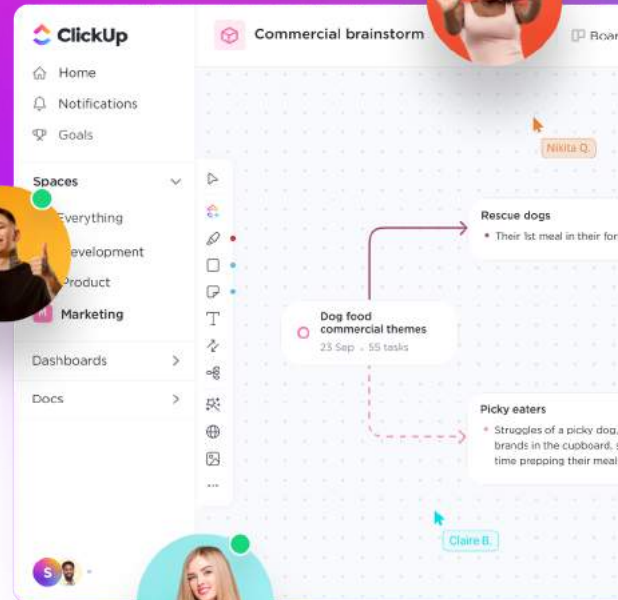 ClickUp
Home
Notifications
Goals
Spaces
Everything
evelopment
Product
Marketing
Dashboards
Docs
S
Commercial brainstorm
Boar
Nikita Q.
Rescue dogs
Their 1st meal in their for
Dog food
commercial themes
23 Sep . 55 tasks
Picky eaters
Struggles of a picky dog,
brands in the cupboard, s
time prepping their meal
Claire B.